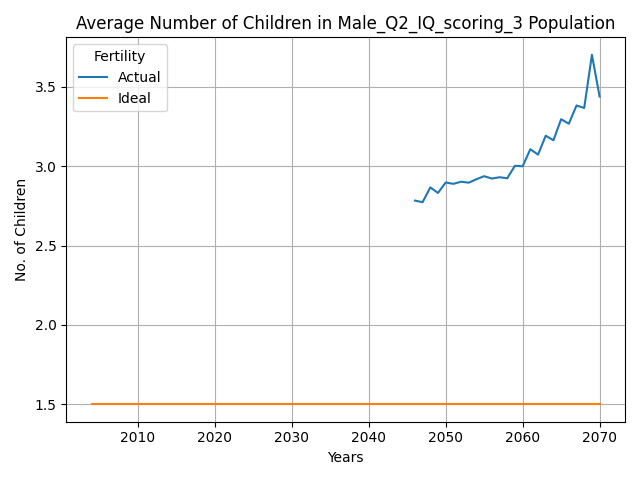 Average Number of Children in Male_Q2_IQ_scoring_3 Population
Fertility
Actual
Ideal
No. of Children
3.5
3.0
2.5
2.0
1.5
2010 2020 2030 2040 2050 2060 2070
Years